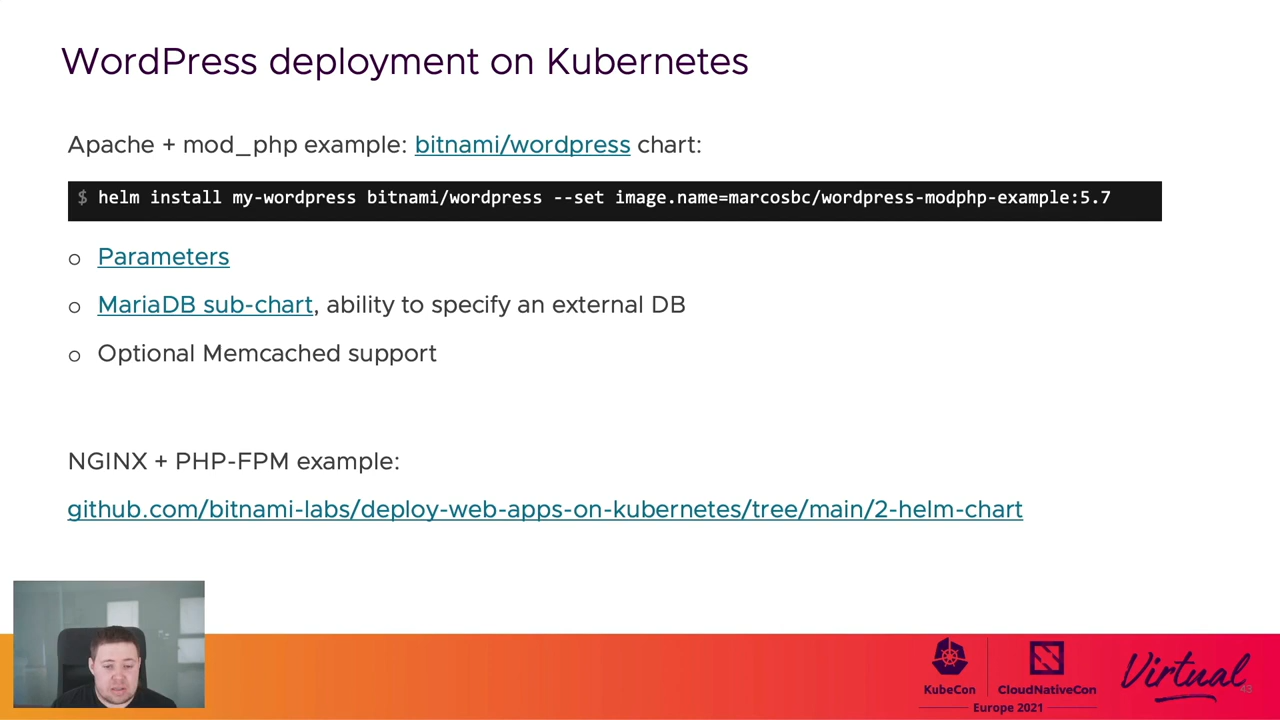 WordPress deployment on Kubernetes
Apache + mod_php example: bitnami/wordpress chart:
$ helm install my-wordpress bitnami/wordpress --set image.name=marcosbc/wordpress-modphp-example:5.7
o Parameters
o MariaDB sub-chart, ability to specify an external DB
o Optional Memcached support
NGINX + PHP-FPM example:
github.com/bitnami-labs/deploy-web-apps-on-kubernetes/tree/main/2-helm-chart
KubeCon
CloudNativeCon
Europe 2021
Virtual
43